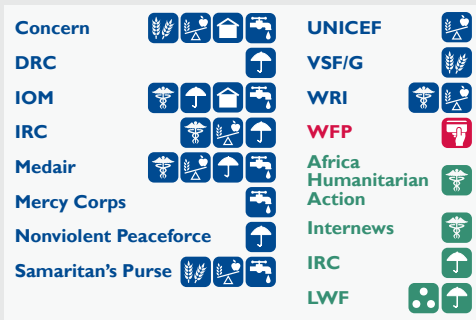 Concern
DRC
IOM
IRC
Medair
Mercy Corps
Nonviolent Peaceforce
Samaritan's Purse
UNICEF
VSF/G
WRI
WFP
Africa
Humanitarian
Action
Internews
IRC
LWF